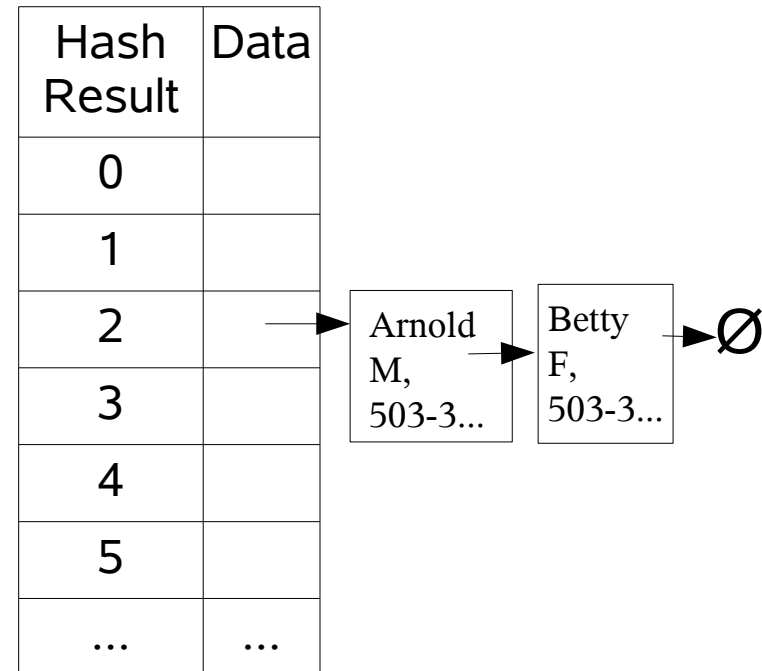 Hash Data
Result
0
1
2
Arnold
M,
503-3...
Betty
F,
503-3...
Ø
3
4
5
... ...